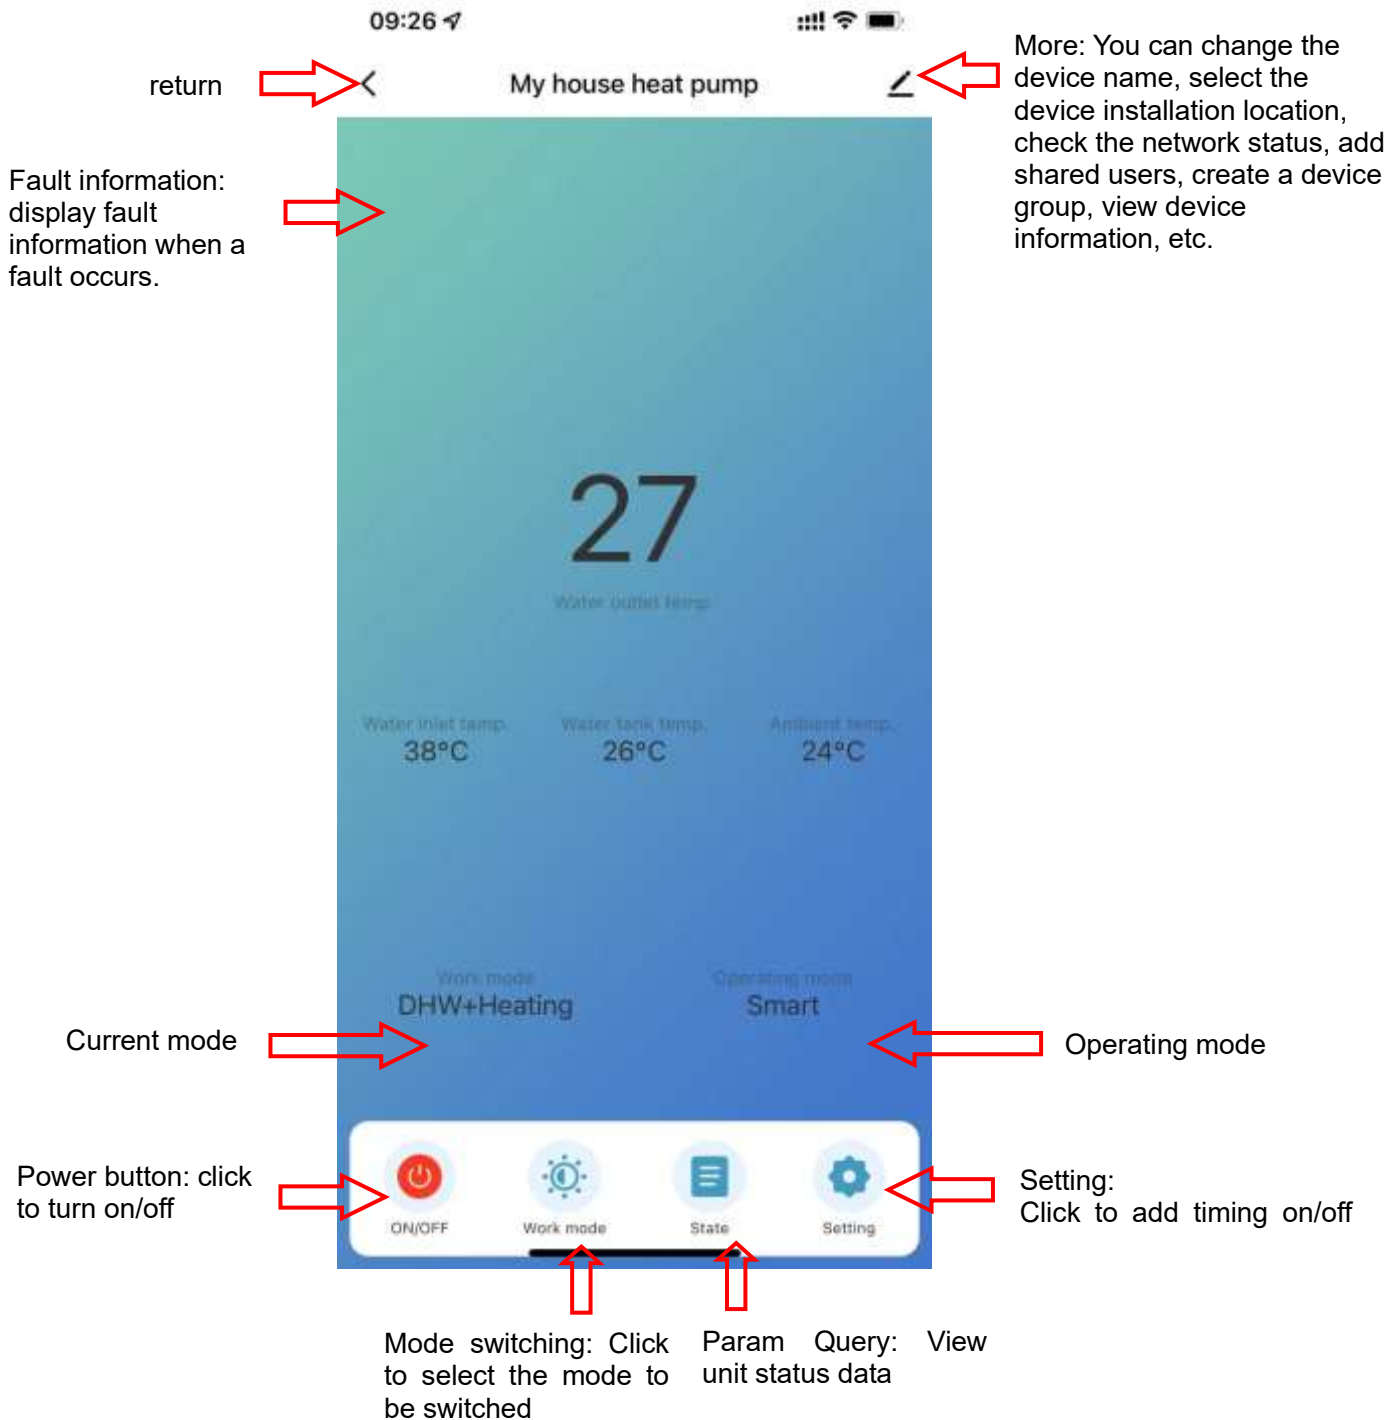 09:26
return
My house heat pump
More: You can change the
device name, select the
device installation location,
check the network status, add
shared users, create a device
group, view device
information, etc.
Fault information:
display fault
information when a
fault occurs.
27
Water outlet temp.
Water inlet temp.
38°C
Water tank temp.
26°C
Ambient temp.
24°C
Work mode
DHW+Heating
Operating mode
Smart
Current mode
Operating mode
Power button: click
to turn on/off
ON/OFF
Work mode
State
Setting
Setting:
Click to add timing on/off
Mode switching: Click
to select the mode to
be switched
Param Query: View
unit status data